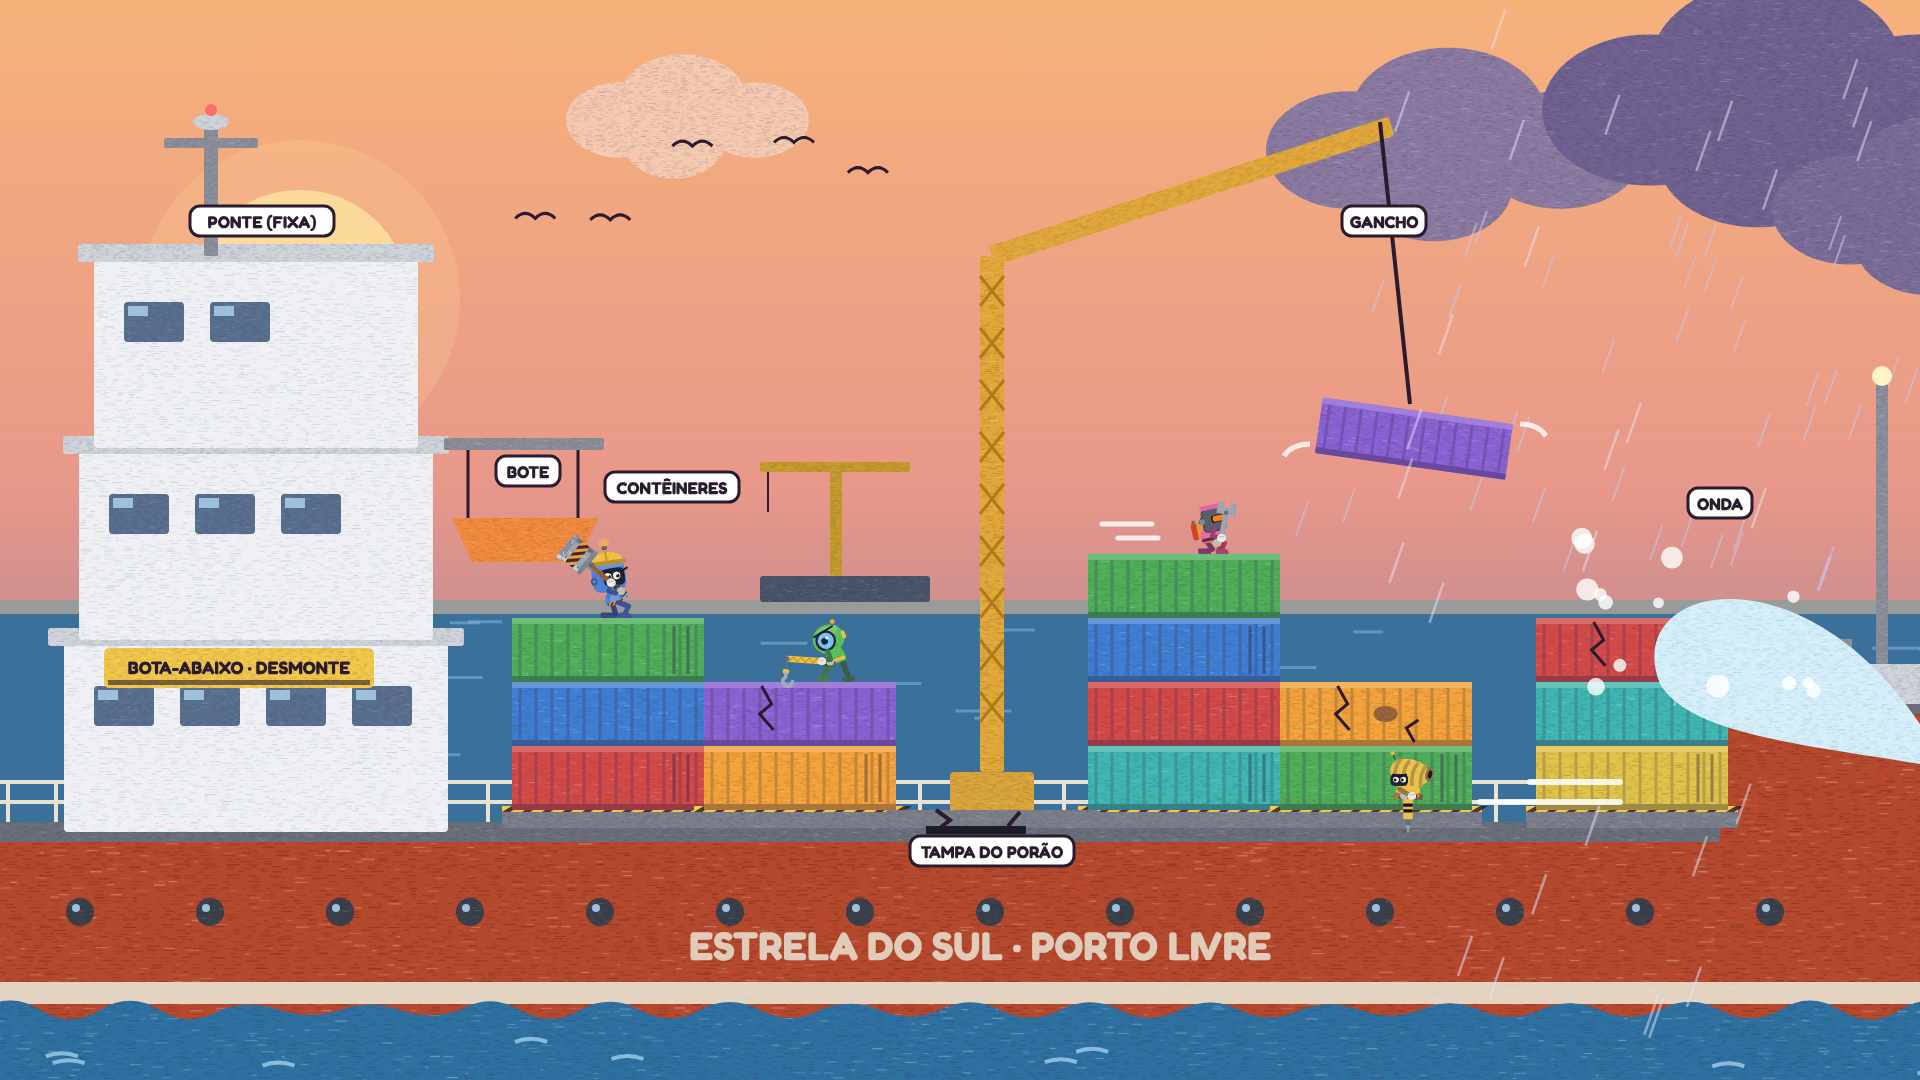 PONTE (FIXA)
GANCHO
BOTE
CONTÊINERES
ONDA
BOTA-ABAIXO · DESMONTE
TAMPA DO PORÃO
ESTRELA DO SUL · PORTO LIVRE